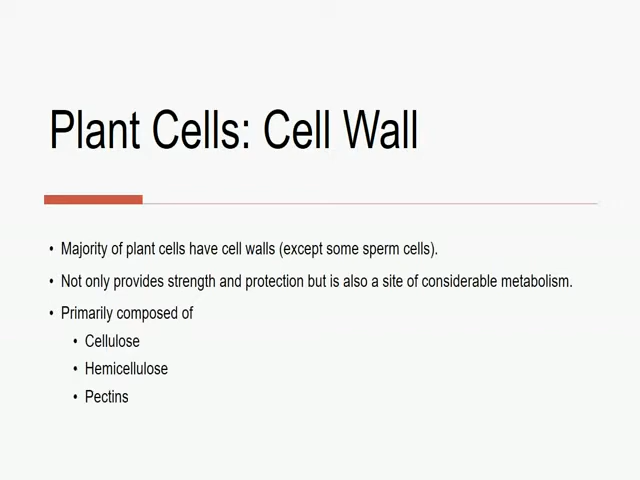 Plant Cells: Cell Wall
• Majority of plant cells have cell walls (except some sperm cells).
• Not only provides strength and protection but is also a site of considerable metabolism.
• Primarily composed of
• Cellulose
• Hemicellulose
• Pectins